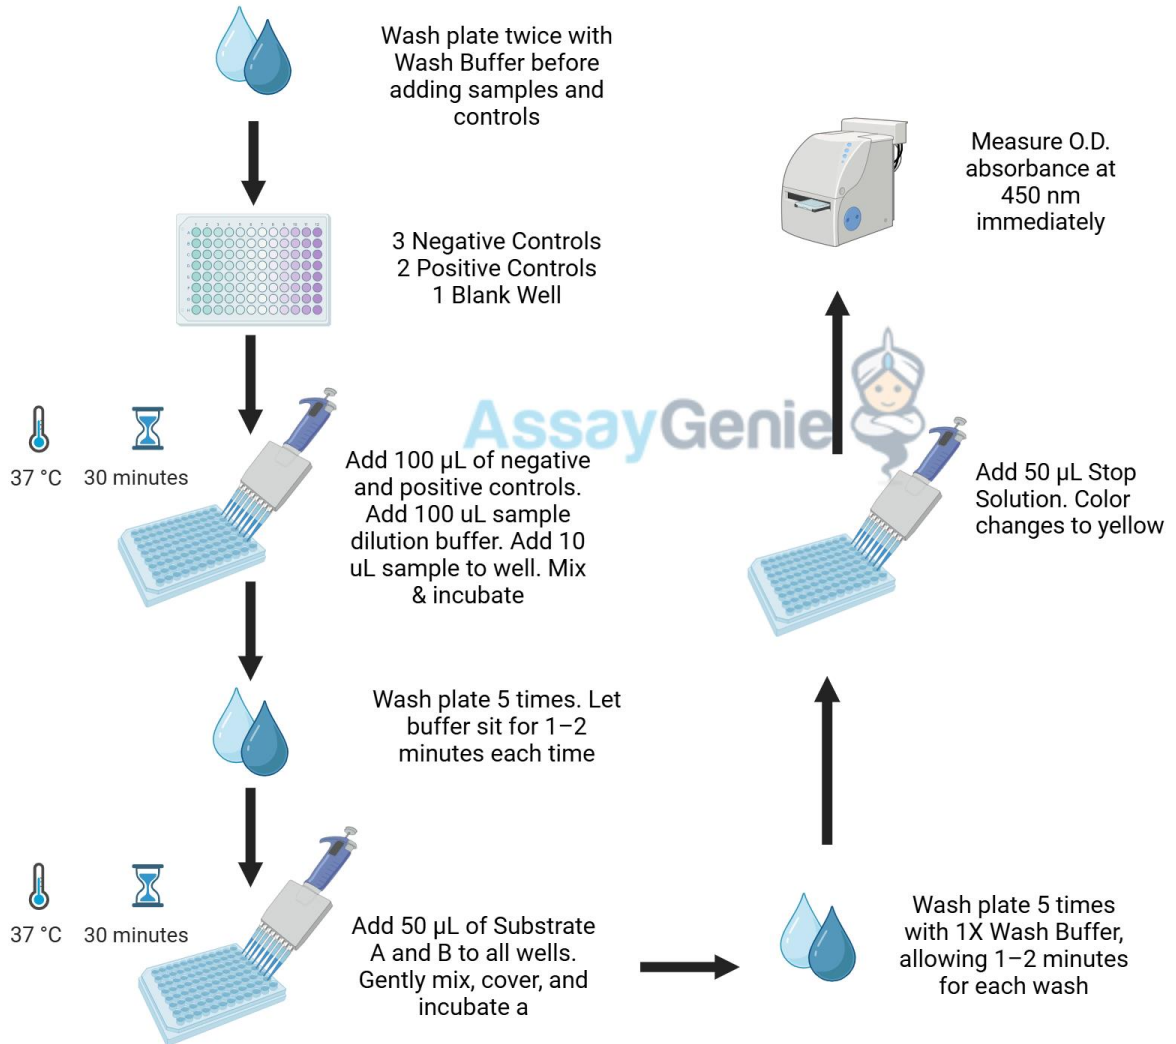 Wash plate twice with
Wash Buffer before
adding samples and
controls
3 Negative Controls
2 Positive Controls
1 Blank Well
37 °C
30 minutes
Add 100 µL of negative
and positive controls.
Add 100 uL sample
dilution buffer. Add 10
uL sample to well. Mix
& incubate
Wash plate 5 times. Let
buffer sit for 1–2
minutes each time
37 °C
30 minutes
Add 50 µL of Substrate
A and B to all wells.
Gently mix, cover, and
incubate a
Wash plate 5 times
with 1X Wash Buffer,
allowing 1–2 minutes
for each wash
Add 50 µL Stop
Solution. Color
changes to yellow
Measure O.D.
absorbance at
450 nm
immediately
AssayGenie